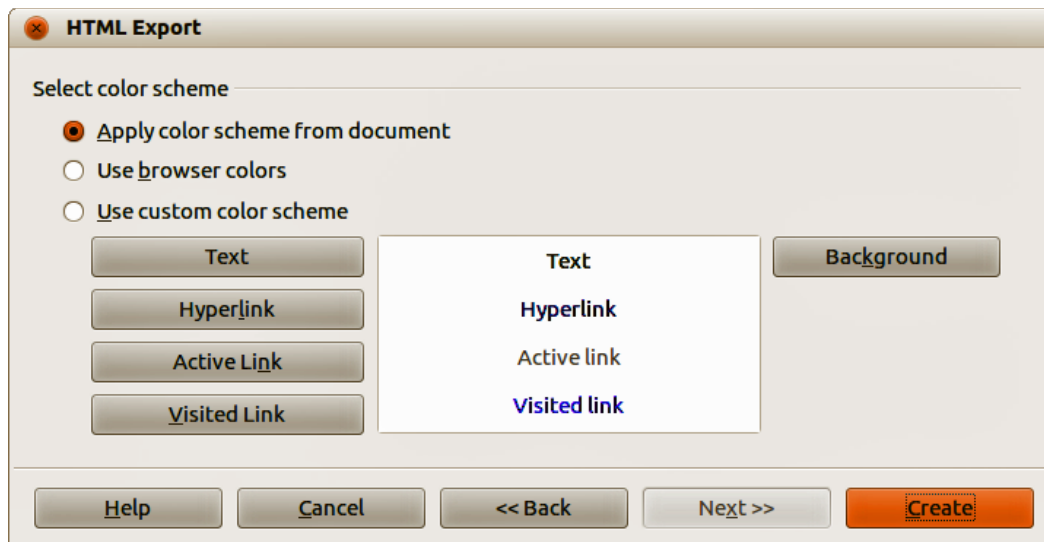 HTML Export
Select color scheme
Apply color scheme from document
Use browser colors
Use custom color scheme
Text
Text
Background
Hyperlink
Hyperlink
Active Link
Active link
Visited Link
Visited link
Help
Cancel
<< Back
Next >>
Create